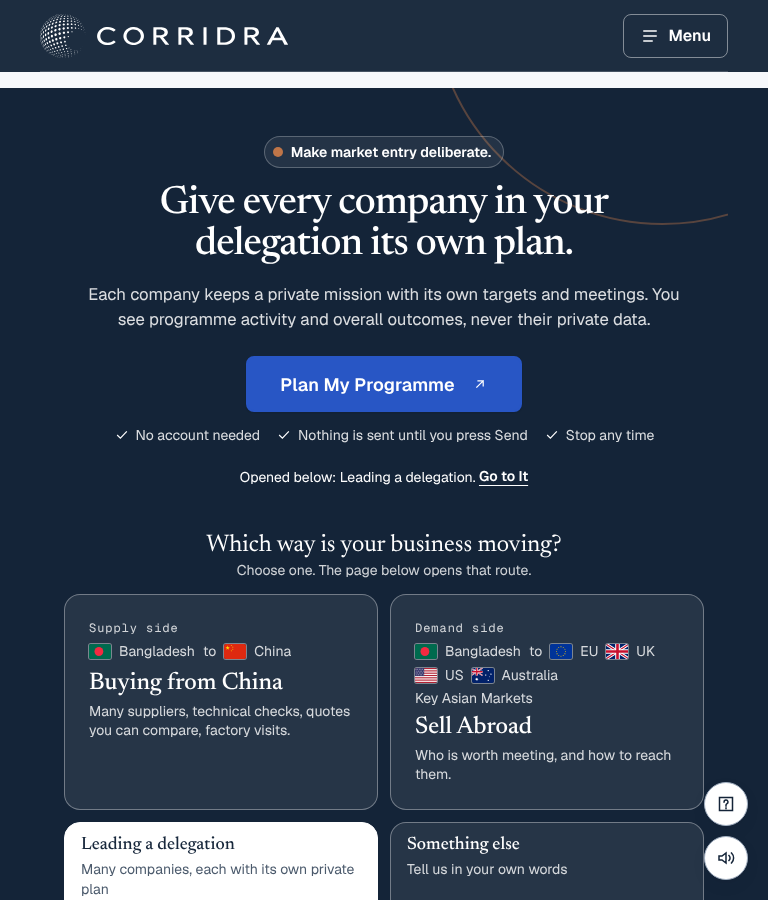 CORRIDRA
Menu
Make market entry deliberate.
Give every company in your
delegation its own plan.
Each company keeps a private mission with its own targets and meetings. You
see programme activity and overall outcomes, never their private data.
Plan My Programme
No account needed
Nothing is sent until you press Send
Stop any time
Opened below: Leading a delegation. Go to It
Which way is your business moving?
Choose one. The page below opens that route.
Supply side
Bangladesh to China
Buying from China
Many suppliers, technical checks, quotes
you can compare, factory visits.
Demand side
Bangladesh to EU UK
US Australia
Key Asian Markets
Sell Abroad
Who is worth meeting, and how to reach
them.
Leading a delegation
Many companies, each with its own private
plan
Something else
Tell us in your own words